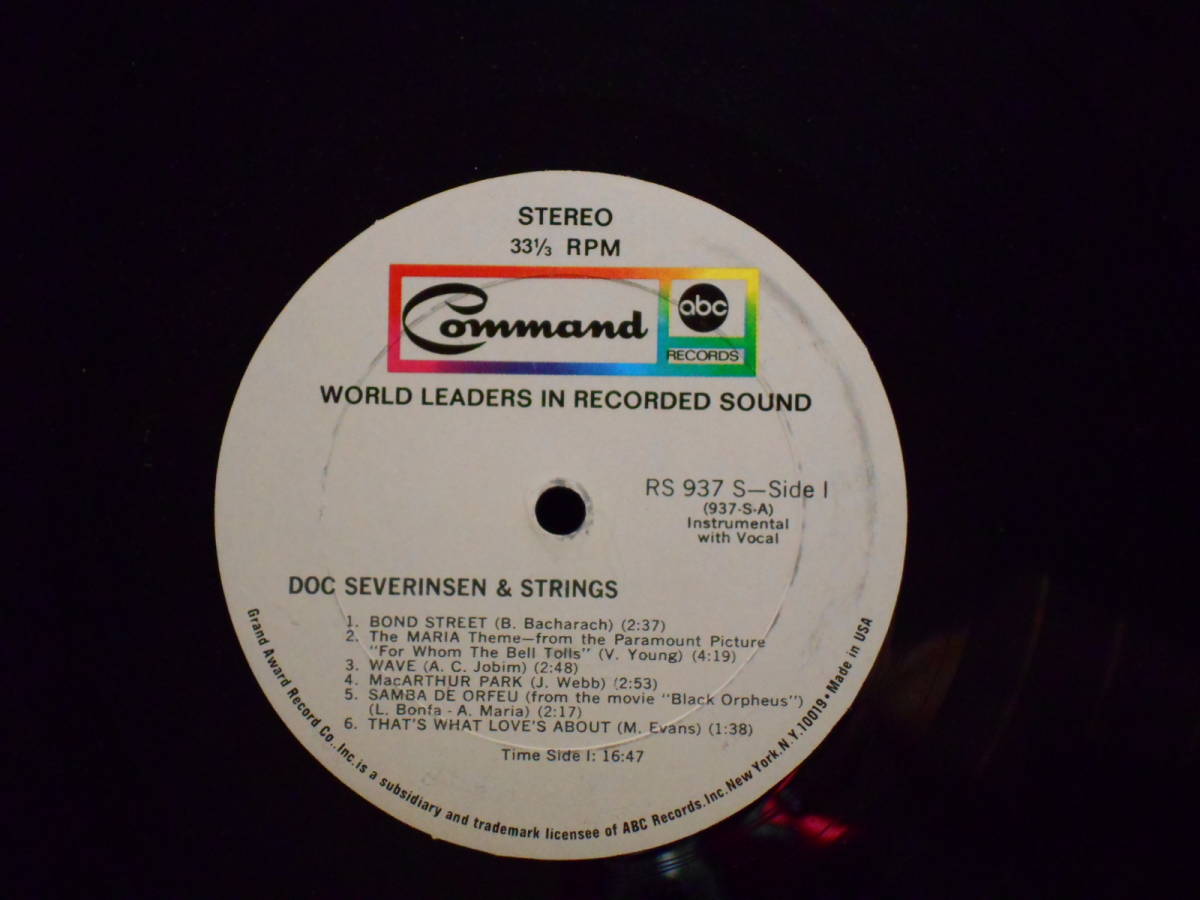 STEREO
33⅓ RPM
Command
abc
RECORDS
WORLD LEADERS IN RECORDED SOUND
RS 937 S—Side I
(937-S-A)
Instrumental
with Vocal
DOC SEVERINSEN & STRINGS
1. BOND STREET (B. Bacharach) (2:37)
2. The MARIA Theme—from the Paramount Picture
"For Whom The Bell Tolls" (V. Young) (4:19)
3. WAVE (A. C. Jobim) (2:48)
4. MacARTHUR PARK (J. Webb) (2:53)
5. SAMBA DE ORFEU (from the movie "Black Orpheus")
(L. Bonfa - A. Maria) (2:17)
6. THAT'S WHAT LOVE'S ABOUT (M. Evans) (1:38)
Time Side I: 16:47
Grand Award Record Co., Inc. is a subsidiary and trademark licensee of ABC Records, Inc. New York, N.Y. 10019 • Made in USA